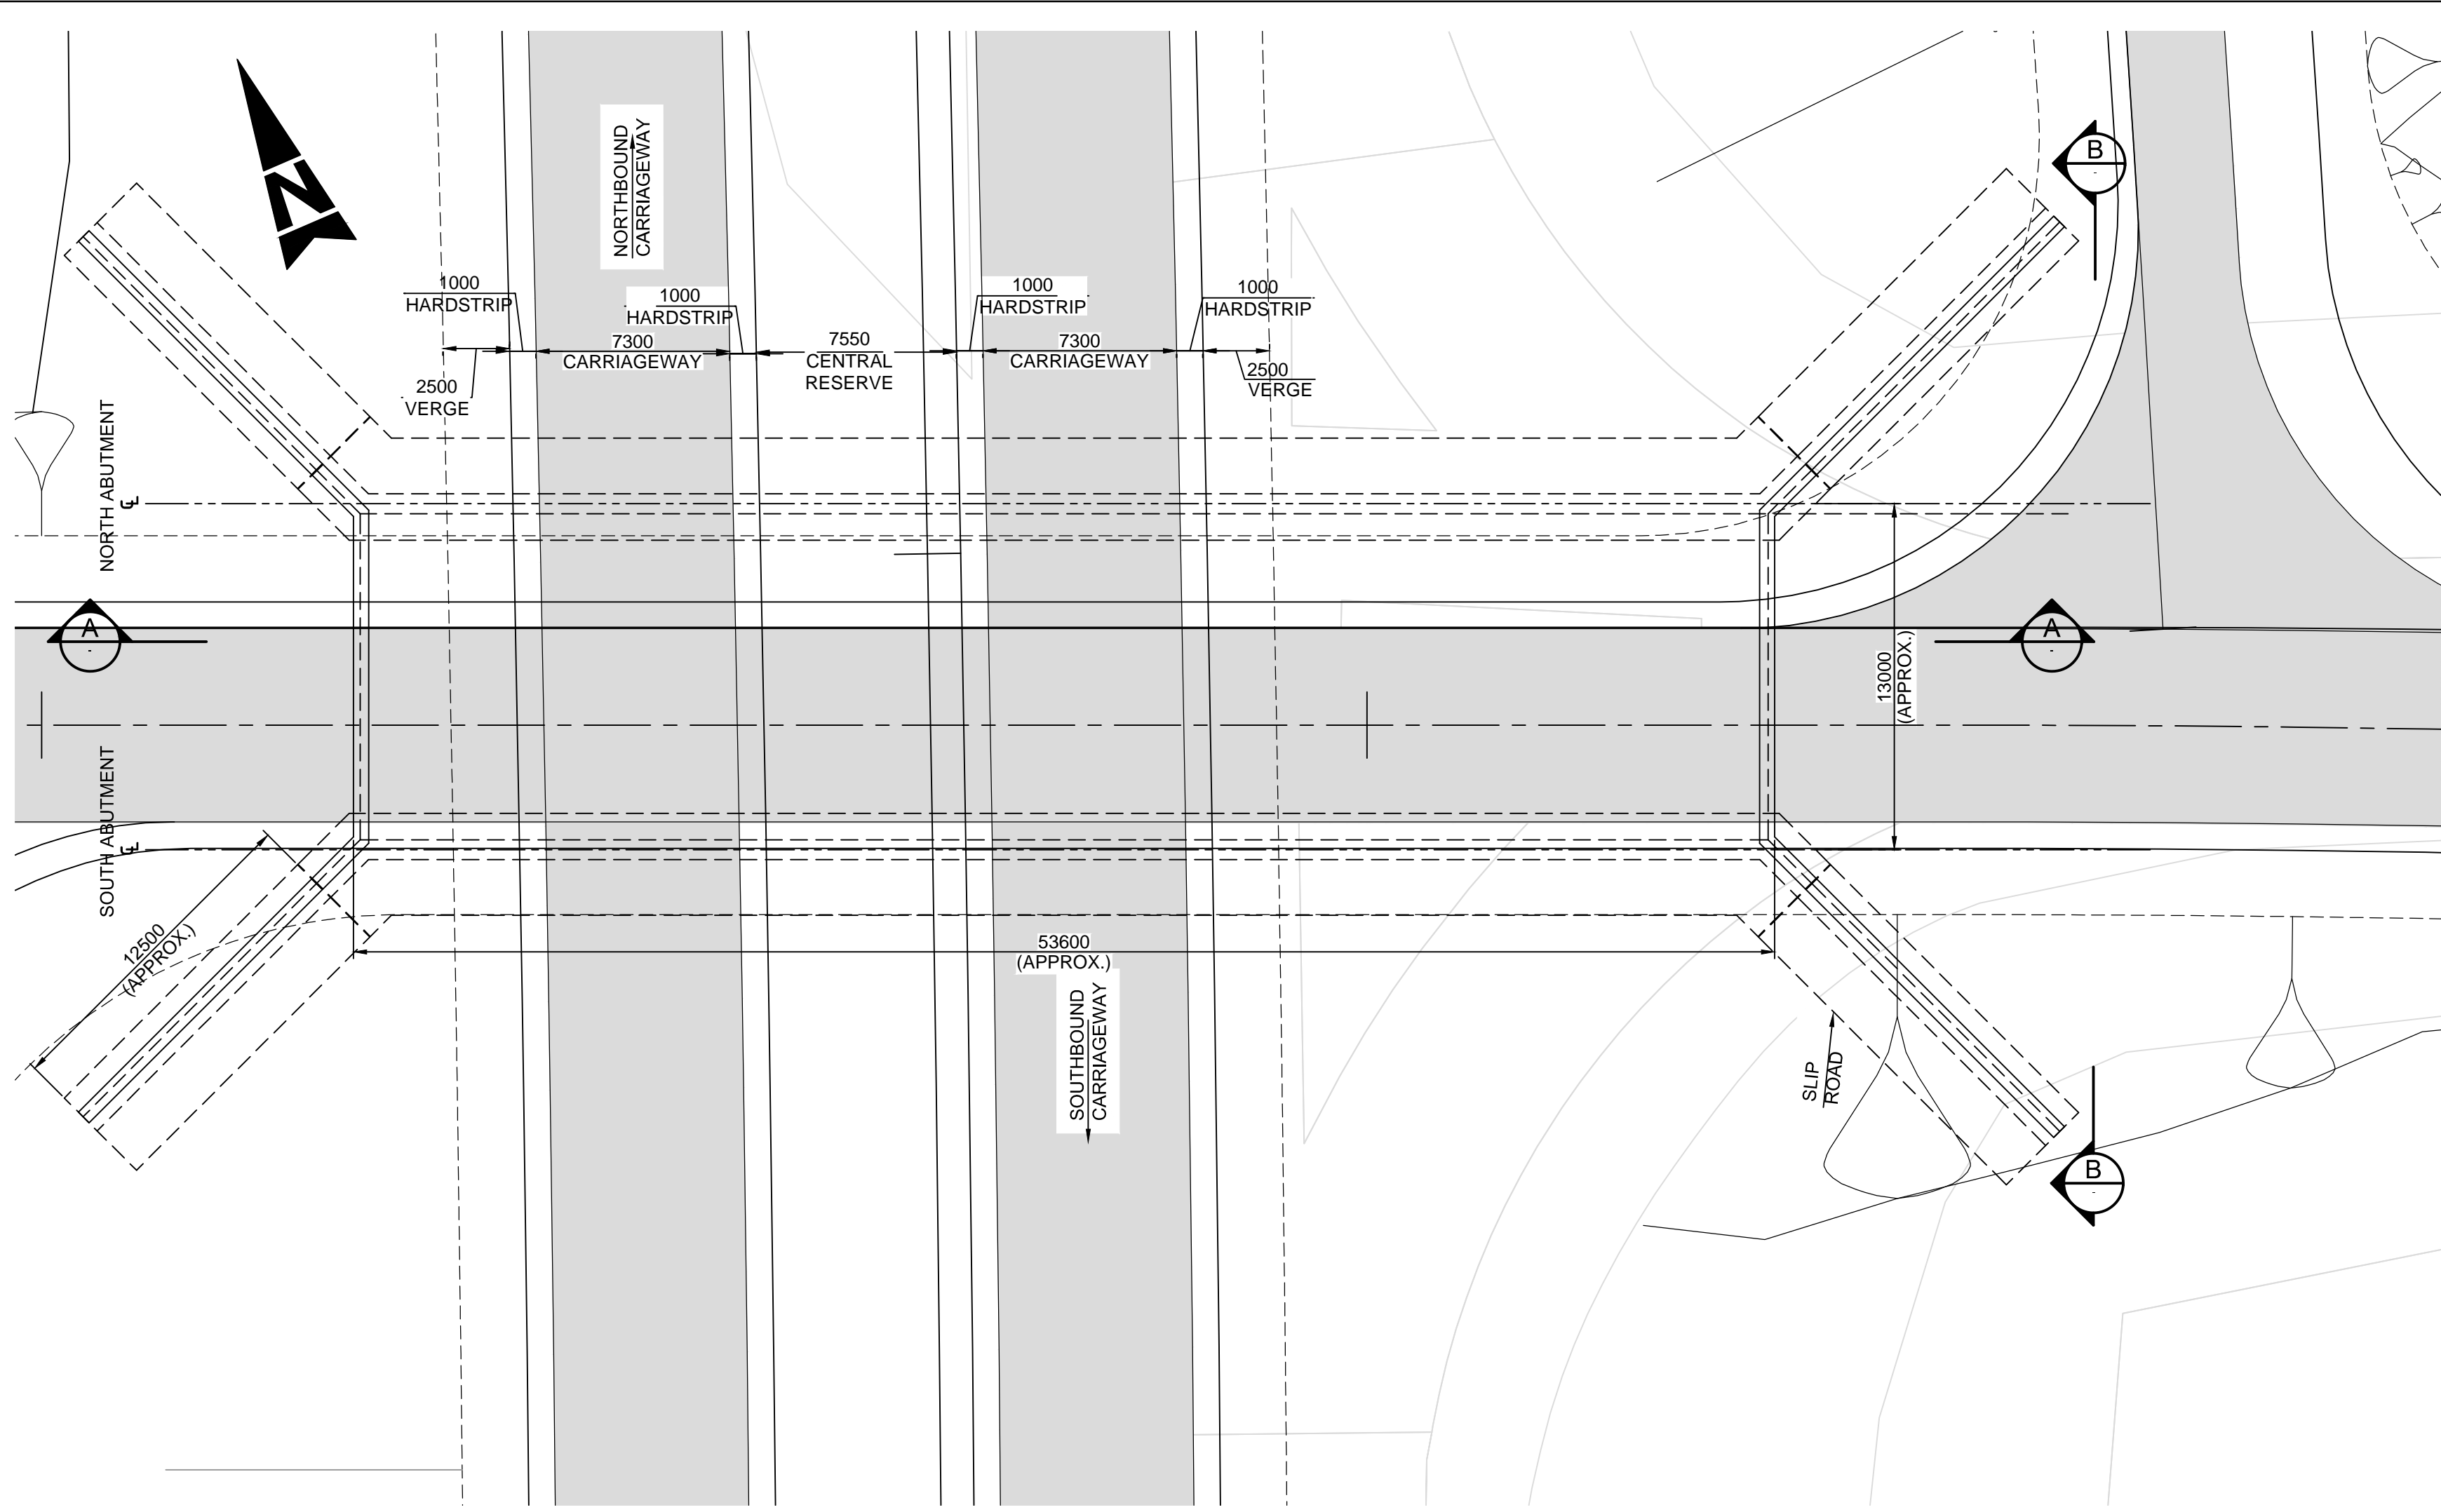 N
NORTHBOUND
CARRIAGEWAY
B
-
1000
HARDSTRIP
1000
HARDSTRIP
1000
HARDSTRIP
1000
HARDSTRIP
7300
CARRIAGEWAY
7550
CENTRAL
RESERVE
7300
CARRIAGEWAY
2500
VERGE
2500
VERGE
NORTH ABUTMENT
℄
A
-
A
-
13000
(APPROX.)
SOUTH ABUTMENT
℄
12500
(APPROX.)
53600
(APPROX.)
SOUTHBOUND
CARRIAGEWAY
SLIP
ROAD
B
-